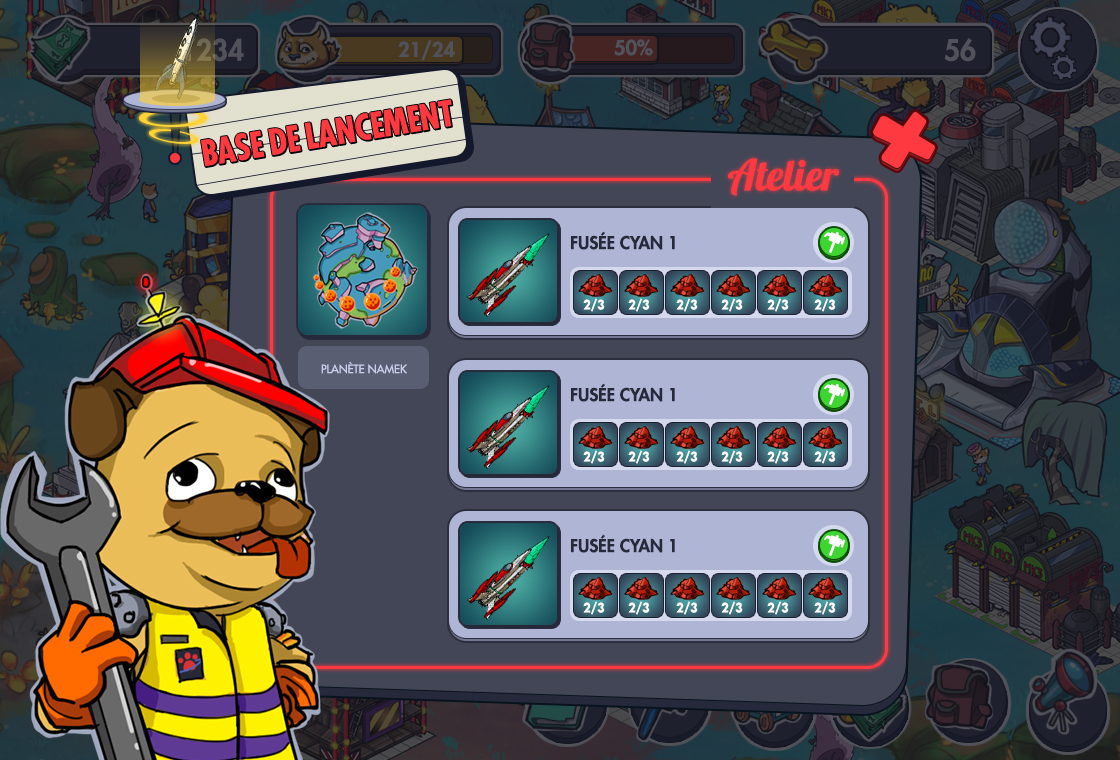 234
21/24
50%
56
BASE DE LANCEMENT
Atelier
FUSÉE CYAN 1
2/3 2/3 2/3 2/3 2/3 2/3
PLANÈTE NAMEK
FUSÉE CYAN 1
2/3 2/3 2/3 2/3 2/3 2/3
FUSÉE CYAN 1
2/3 2/3 2/3 2/3 2/3 2/3